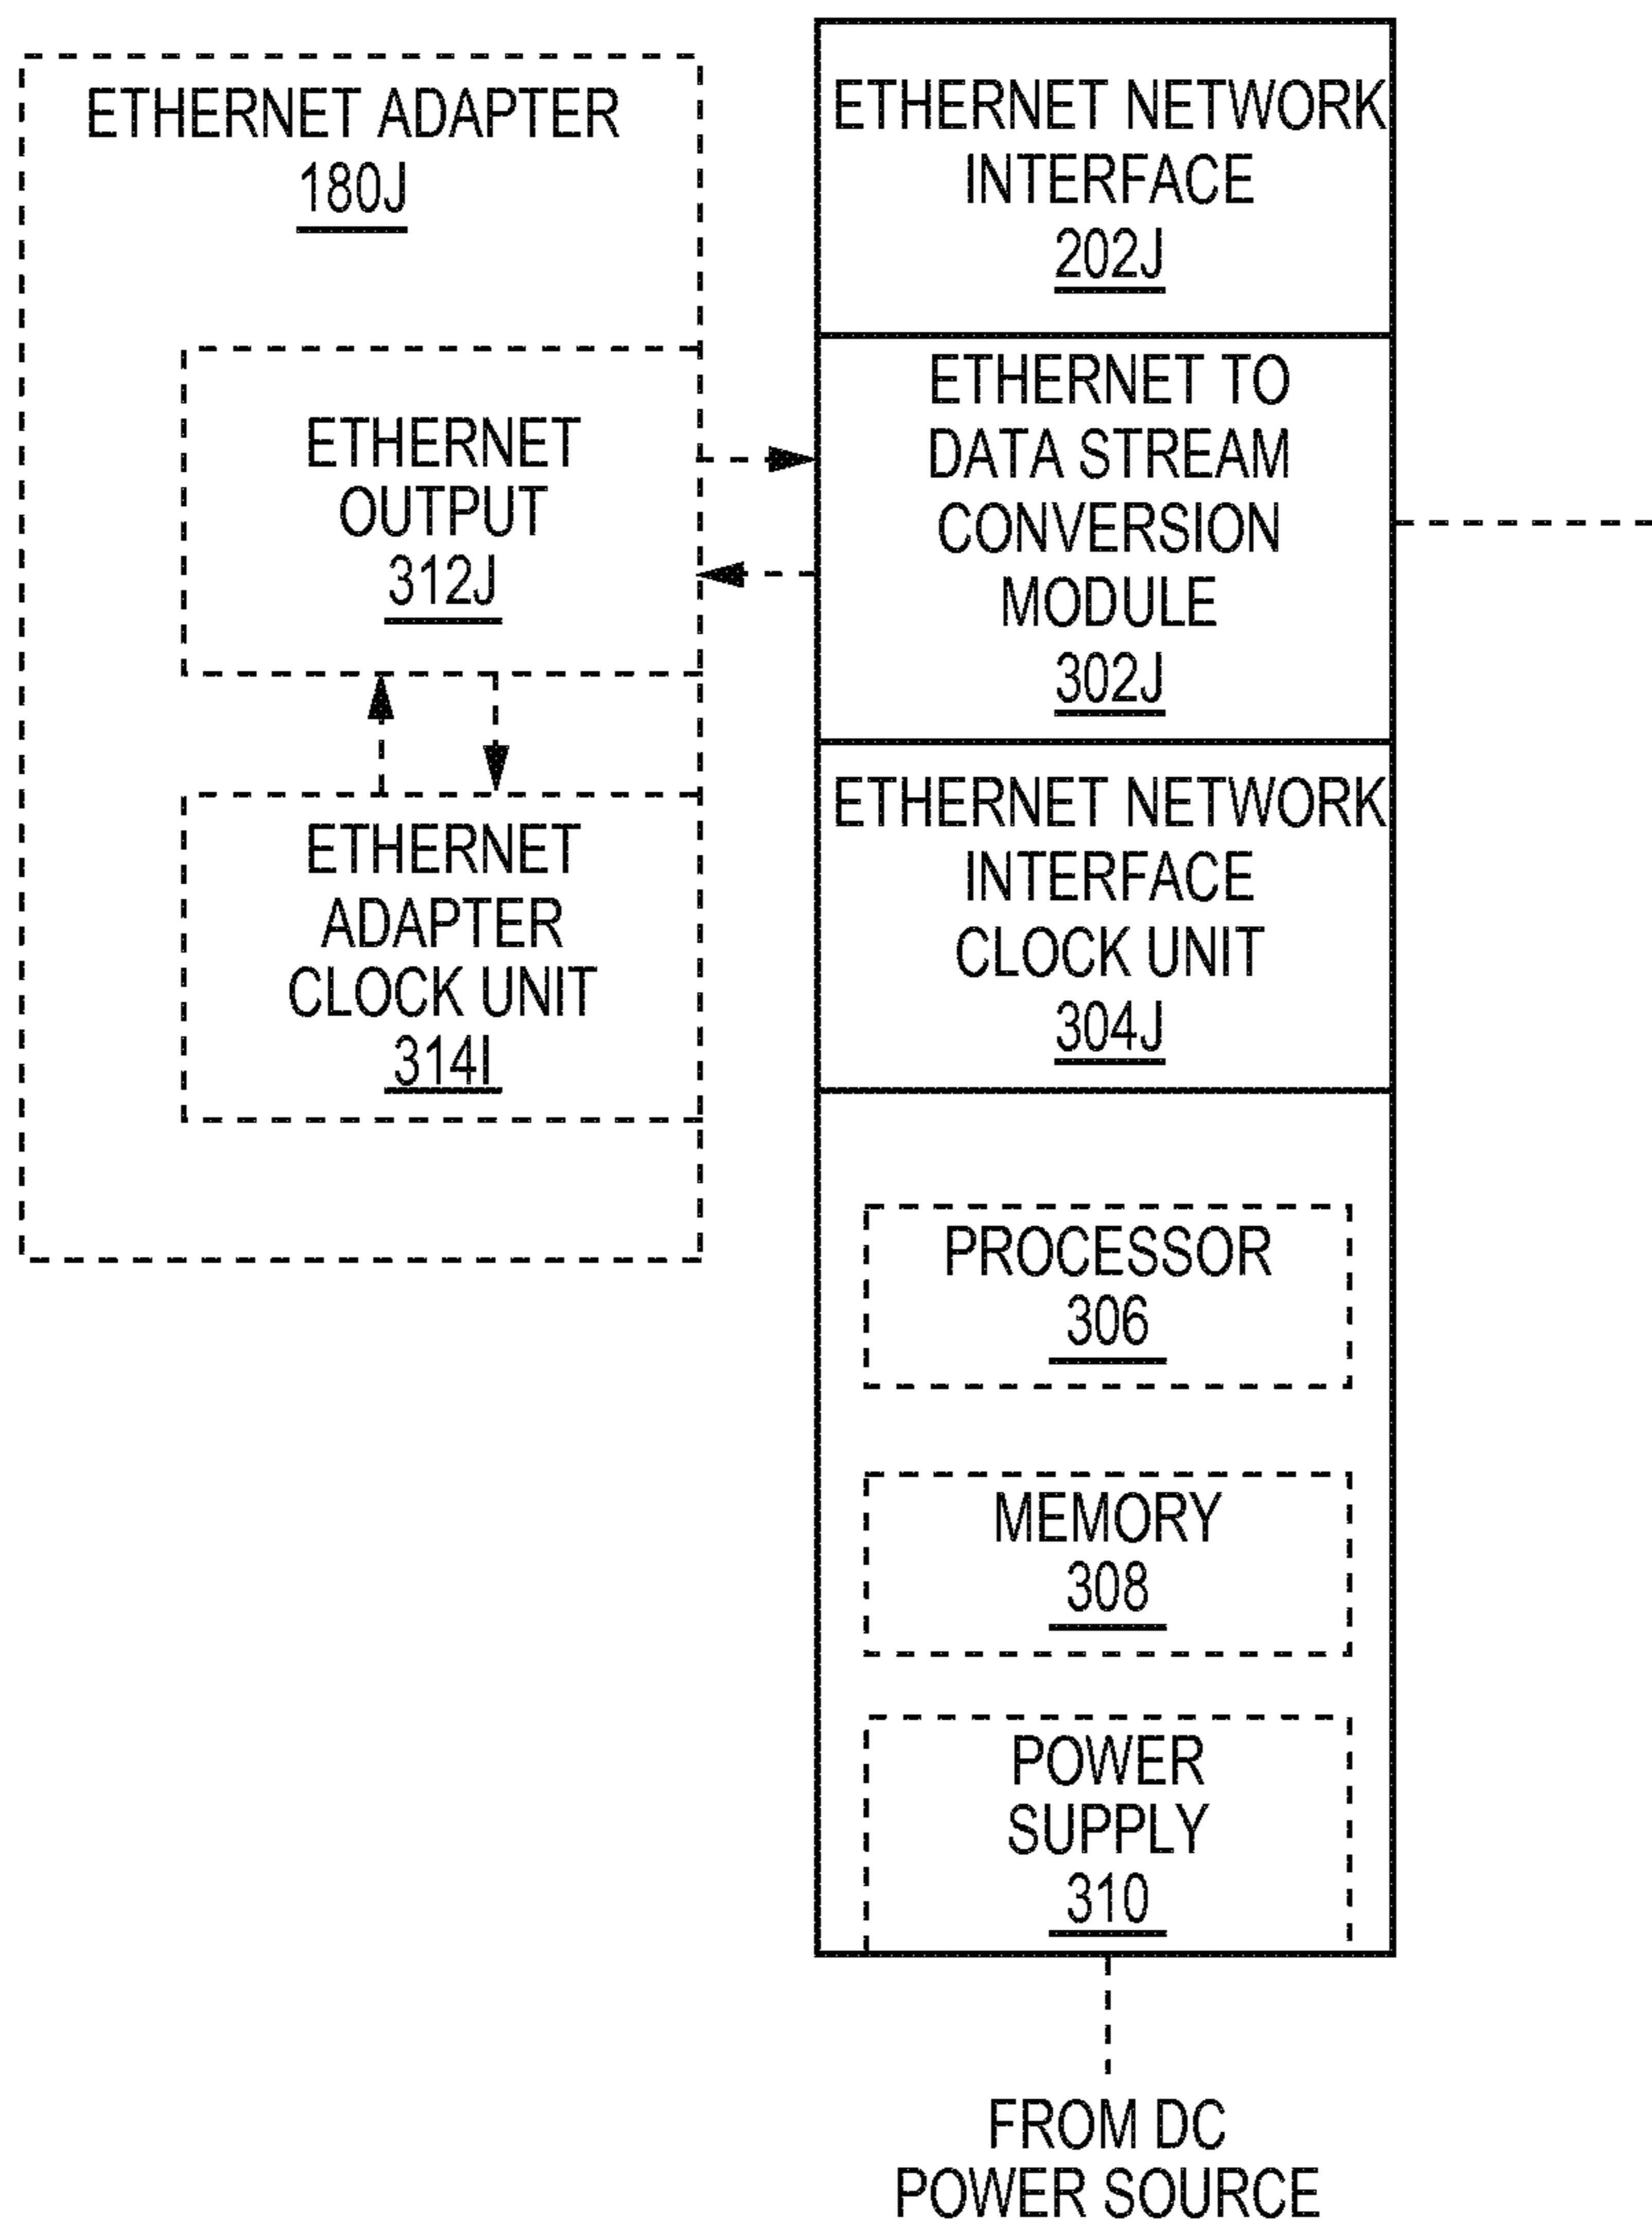 ETHERNET ADAPTER
180J
ETHERNET
OUTPUT
312J
ETHERNET
ADAPTER
CLOCK UNIT
314I
ETHERNET NETWORK
INTERFACE
202J
ETHERNET TO
DATA STREAM
CONVERSION
MODULE
302J
ETHERNET NETWORK
INTERFACE
CLOCK UNIT
304J
PROCESSOR
306
MEMORY
308
POWER
SUPPLY
310
FROM DC
POWER SOURCE